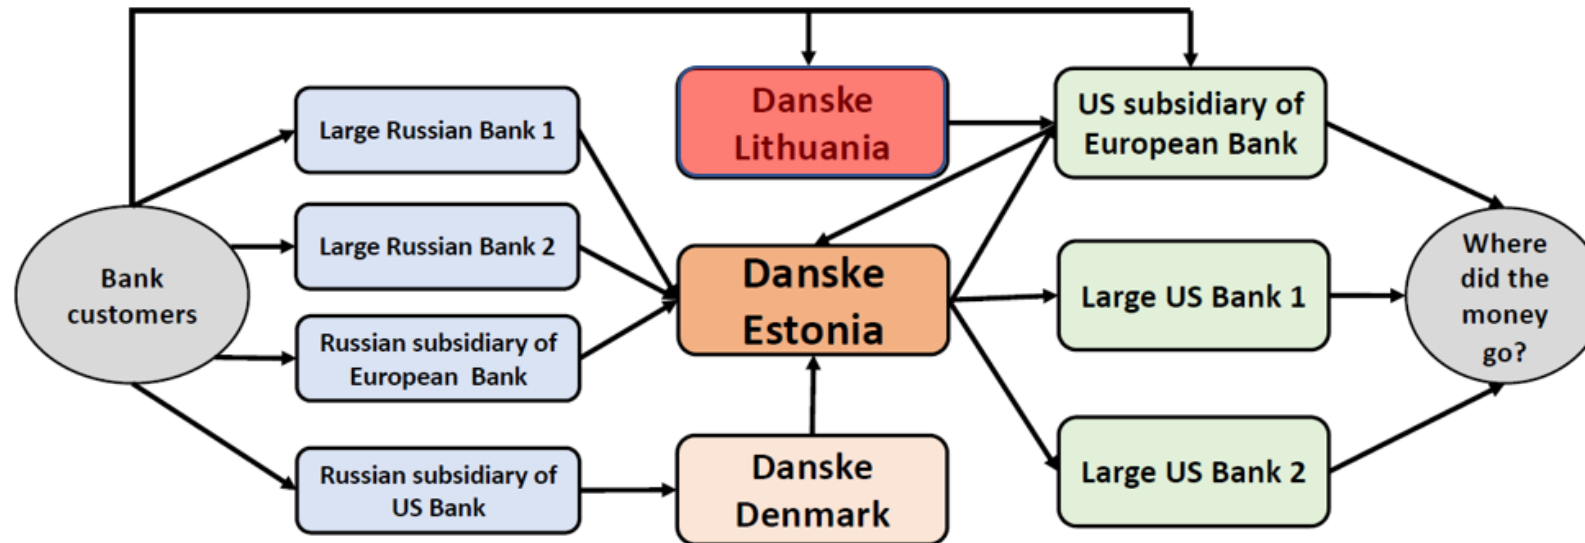 Bank
customers
Large Russian Bank 1
Large Russian Bank 2
Russian subsidiary of
European Bank
Russian subsidiary of
US Bank
Danske
Lithuania
Danske
Estonia
Danske
Denmark
US subsidiary of
European Bank
Large US Bank 1
Large US Bank 2
Where
did the
money
go?